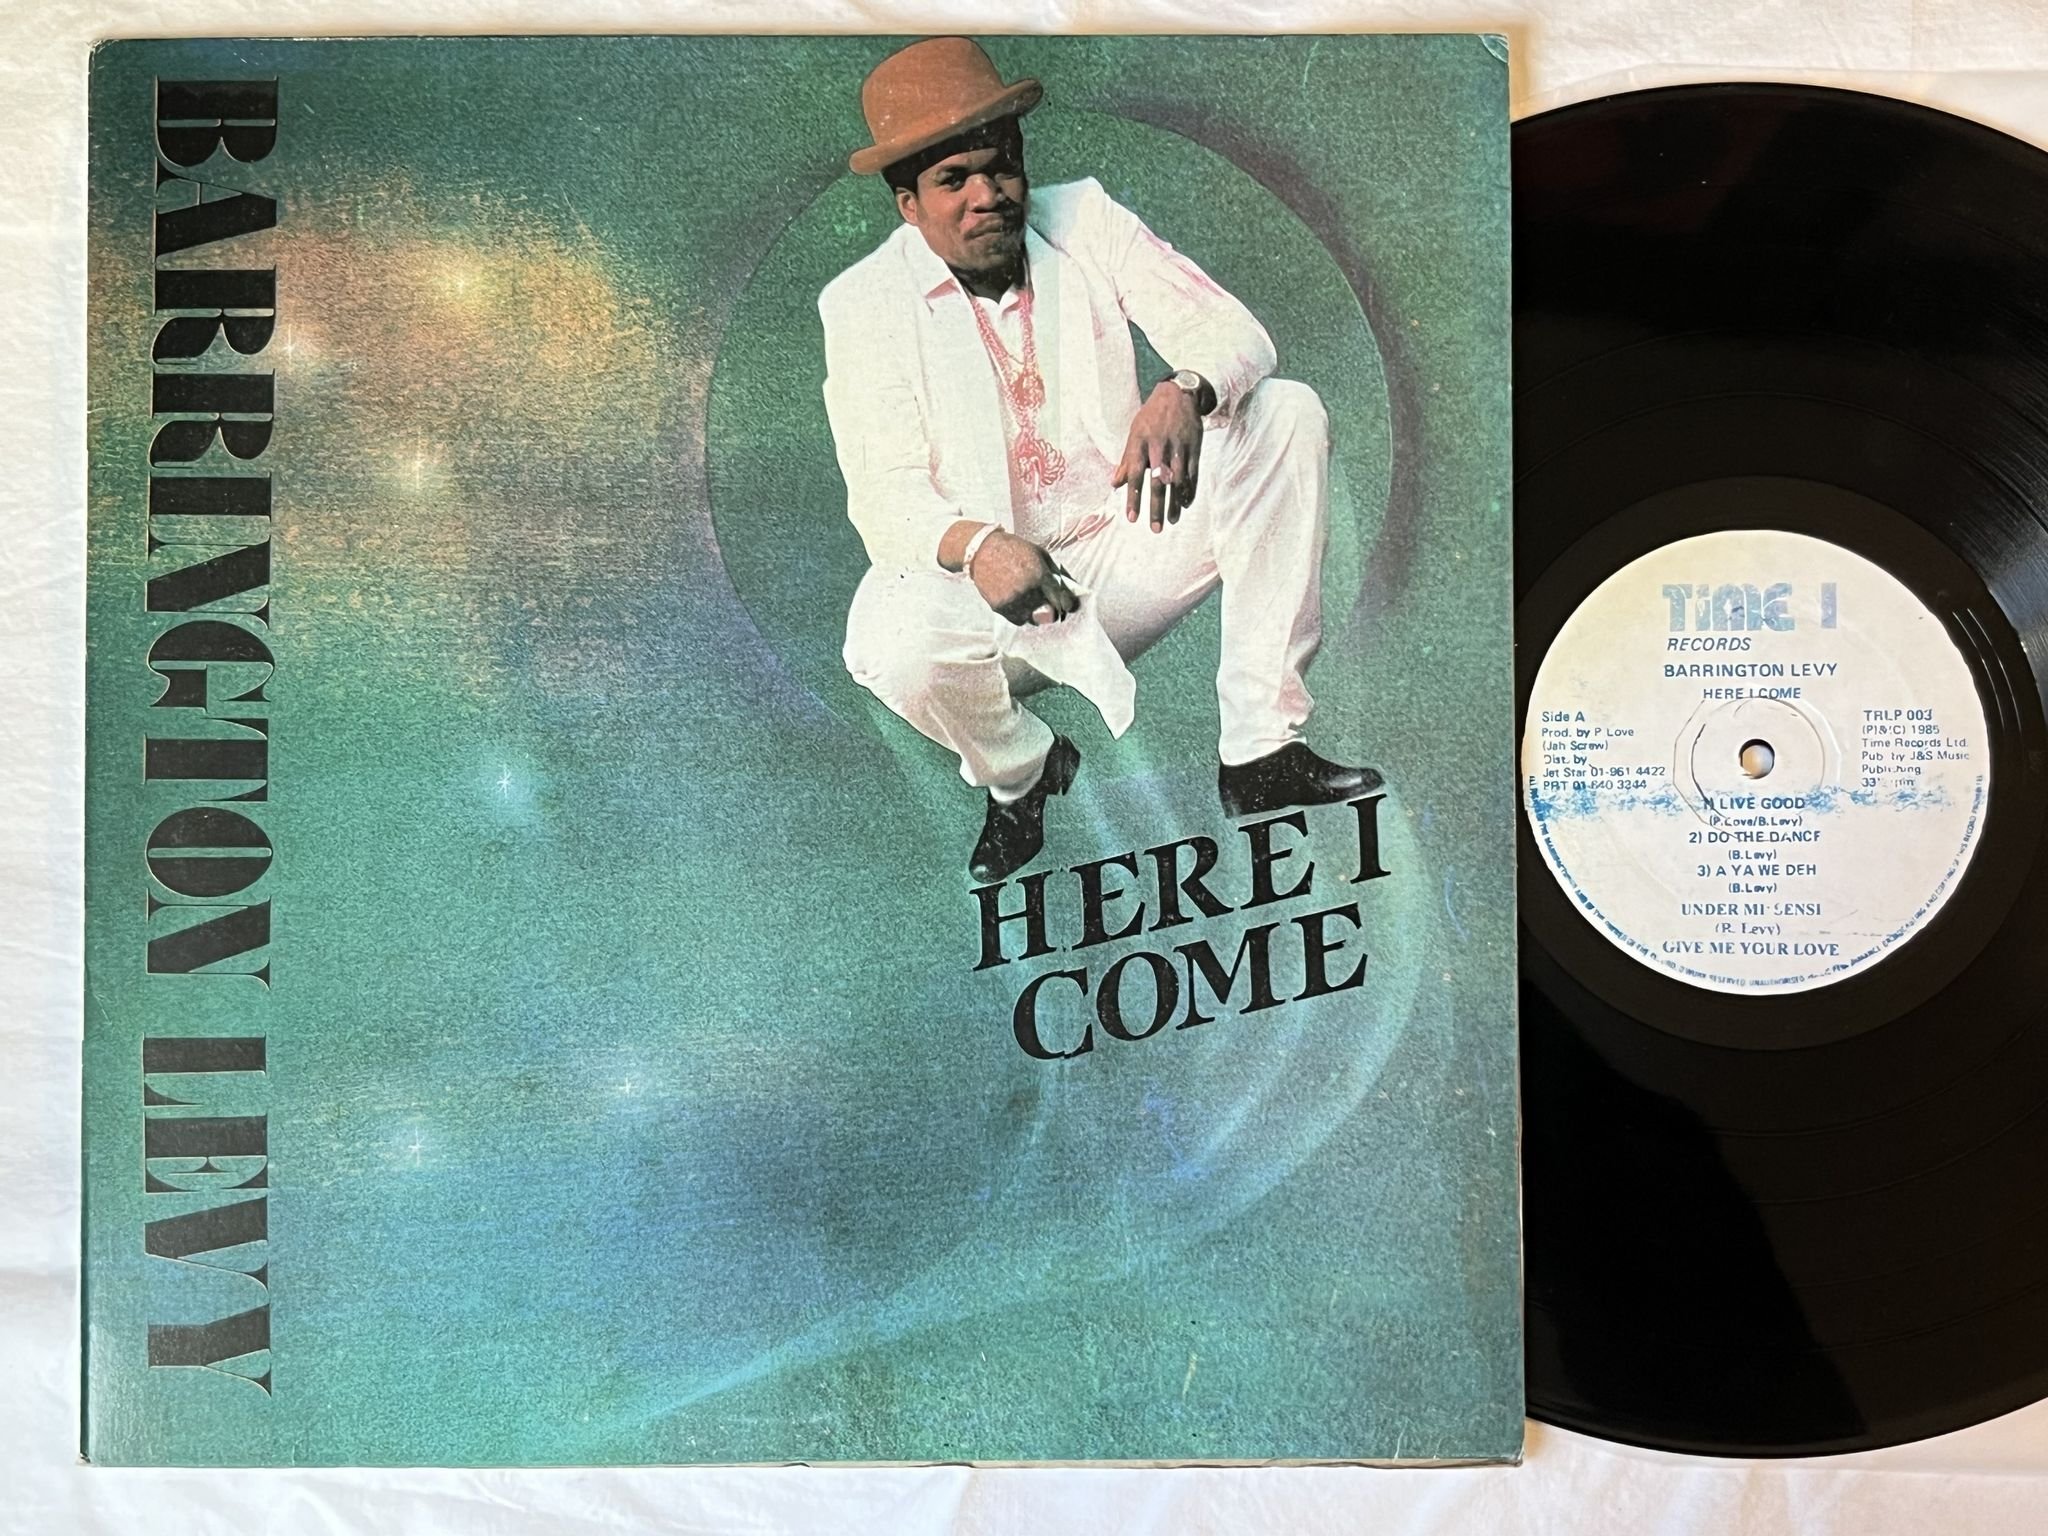 BARRINGTON LEVY
HERE I
COME
TIME 1
RECORDS
BARRINGTON LEVY
HERE I COME
Side A
Prod. by P Love
(Jah Screw)
Dist. by
Jet Star 01-961 4422
PRT 01-640 3344
TRLP 003
(P)&(C) 1985
Time Records Ltd.
Pub. by J&S Music
Publishing
33
LIVE GOOD
(P.Love/B.Levy)
2) DO THE DANCE
(B.Levy)
3) A YA WE DEH
(B.Levy)
UNDER MI SENSI
(B. Levy)
GIVE ME YOUR LOVE